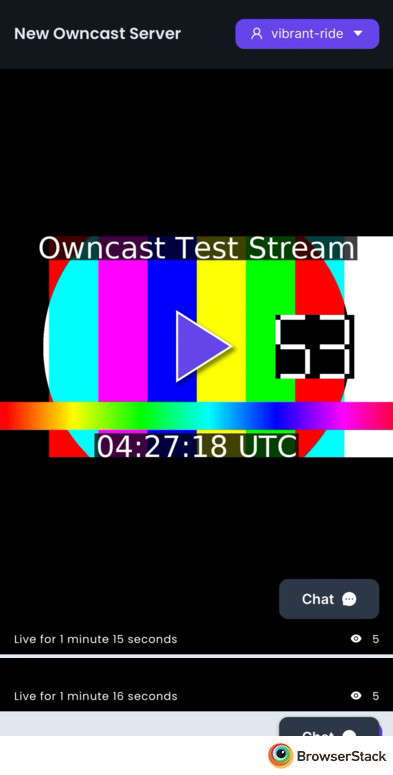 New Owncast Server
vibrant-ride
Owncast Test Stream
53
04:27:18 UTC
Chat
Live for 1 minute 15 seconds 5
Live for 1 minute 16 seconds 5
Chat
BrowserStack